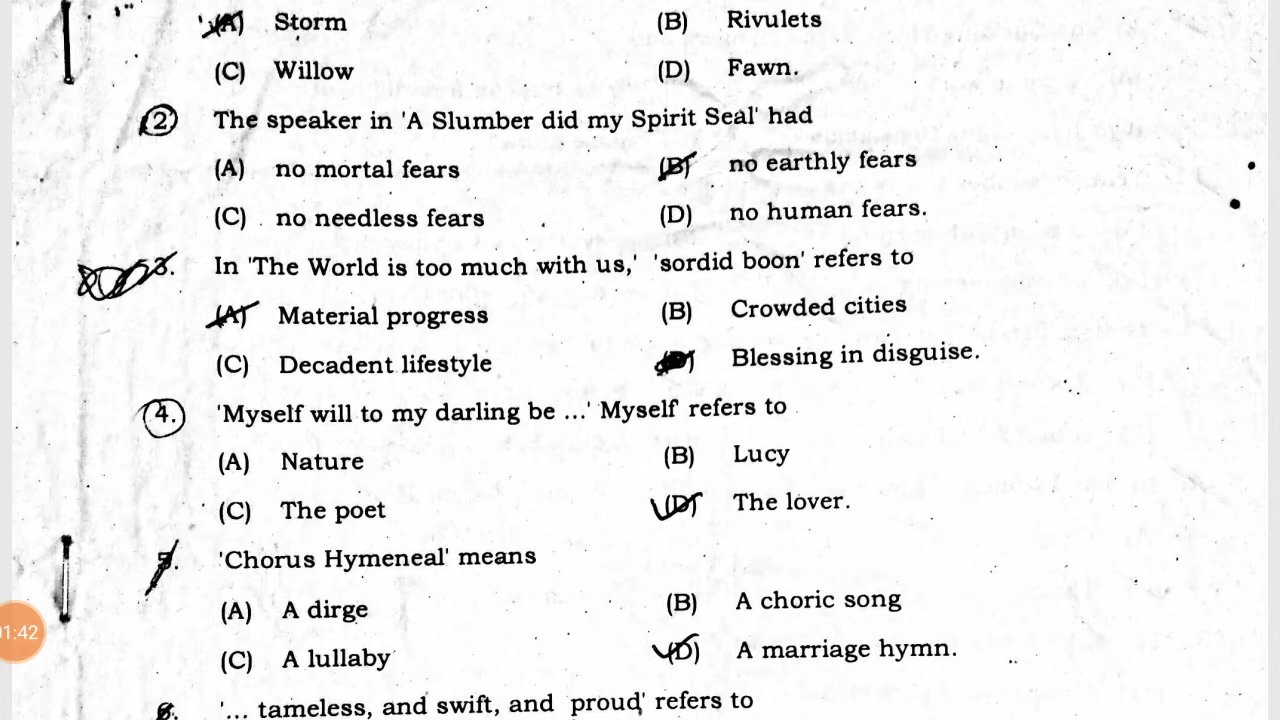 (A) Storm (B) Rivulets
(C) Willow (D) Fawn.
2 The speaker in 'A Slumber did my Spirit Seal' had
(A) no mortal fears (B) no earthly fears
(C) no needless fears (D) no human fears.
3. In 'The World is too much with us,' 'sordid boon' refers to
(A) Material progress (B) Crowded cities
(C) Decadent lifestyle (D) Blessing in disguise.
4. 'Myself will to my darling be ...' Myself refers to
(A) Nature (B) Lucy
(C) The poet (D) The lover.
5. 'Chorus Hymeneal' means
(A) A dirge (B) A choric song
(C) A lullaby (D) A marriage hymn.
6. '... tameless, and swift, and proud' refers to
01:42